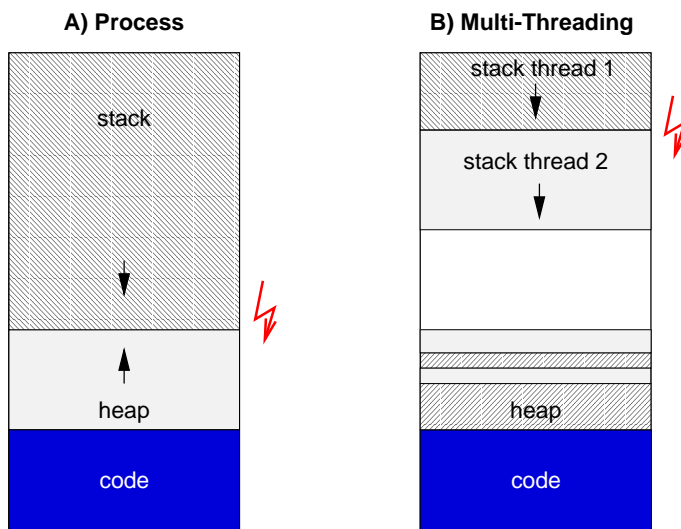 A) Process
stack
heap
code
B) Multi-Threading
stack thread 1
stack thread 2
heap
code